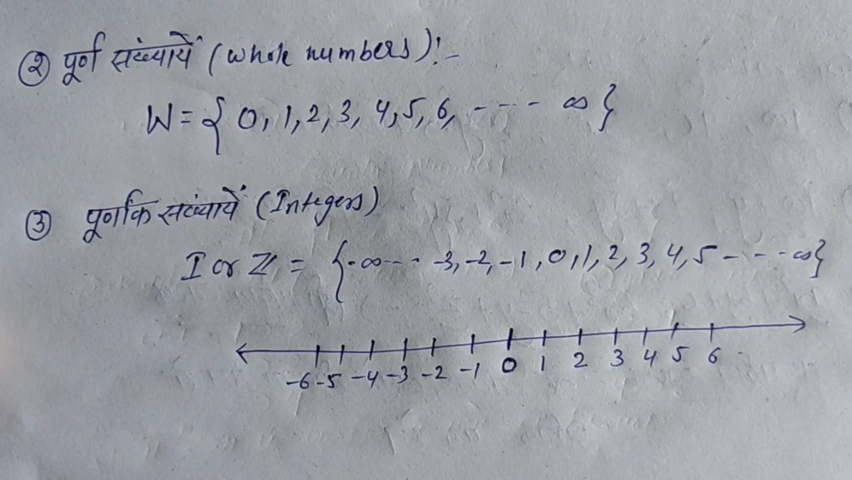 ② पूर्ण संख्यायें (whole numbers):-
W = { 0, 1, 2, 3, 4, 5, 6, ---- ∞ }
③ पूर्णांक संख्यायें (Integers)
I or Z = { -∞ --- -3, -2, -1, 0, 1, 2, 3, 4, 5 ---- ∞ }
-6 -5 -4 -3 -2 -1 0 1 2 3 4 5 6